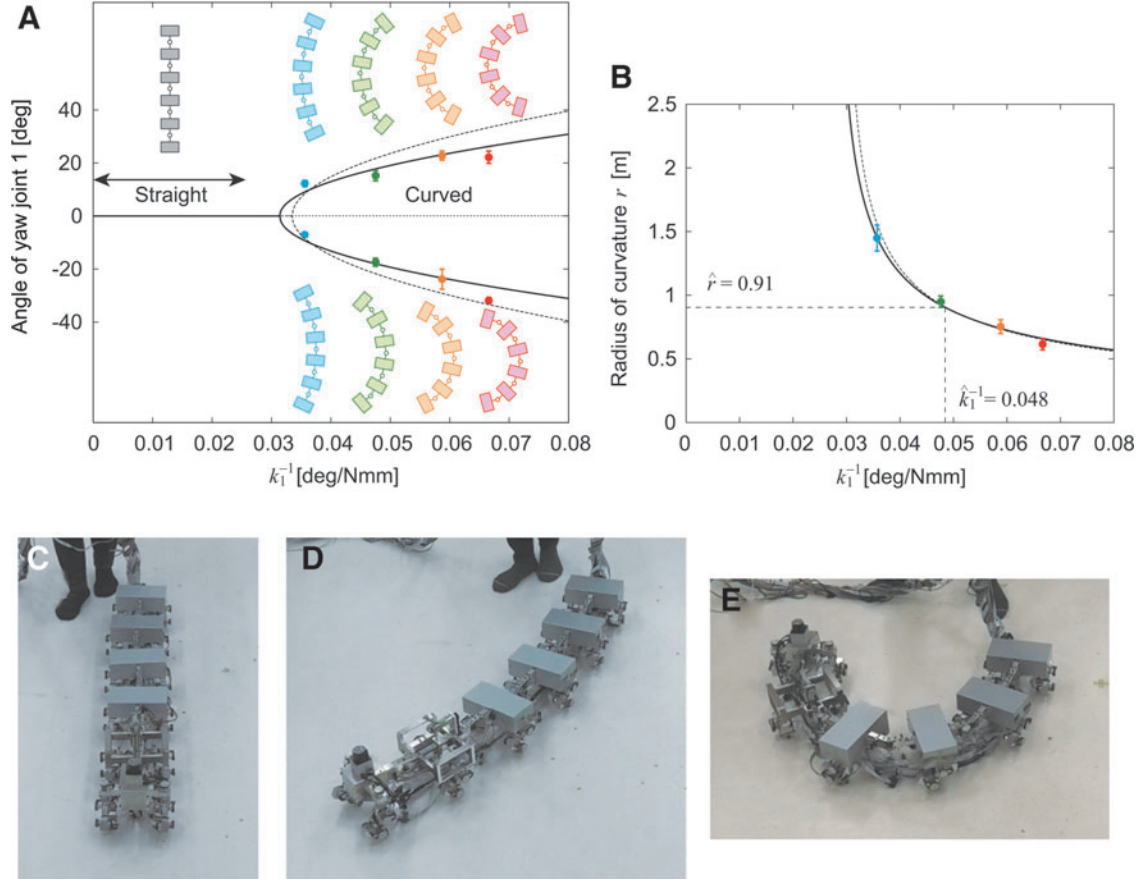 A
Angle of yaw joint 1 [deg]
40
20
0
-20
-40
Straight
Curved
0 0.01 0.02 0.03 0.04 0.05 0.06 0.07 0.08
k₁⁻¹[deg/Nmm]
B
Radius of curvature r [m]
2.5
2
1.5
1
0.5
0
r̂ = 0.91
k̂₁⁻¹= 0.048
0 0.01 0.02 0.03 0.04 0.05 0.06 0.07 0.08
k₁⁻¹[deg/Nmm]
C
D
E